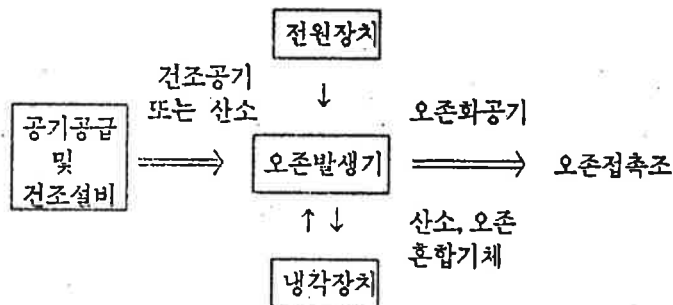 전원장치
건조공기
또는 산소
↓
오존화공기
공기공급
및
건조설비
⇒
오존발생기
⇒
오존접촉조
↑ ↓
산소, 오존
혼합기체
냉각장치